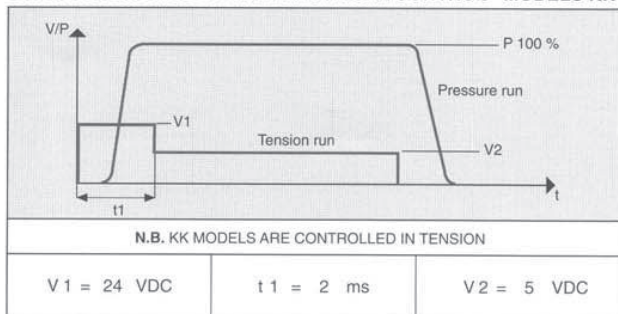 V/P
P 100 %
Pressure run
V1
Tension run
V2
t1
t
N.B. KK MODELS ARE CONTROLLED IN TENSION
V 1 = 24 VDC
t 1 = 2 ms
V 2 = 5 VDC